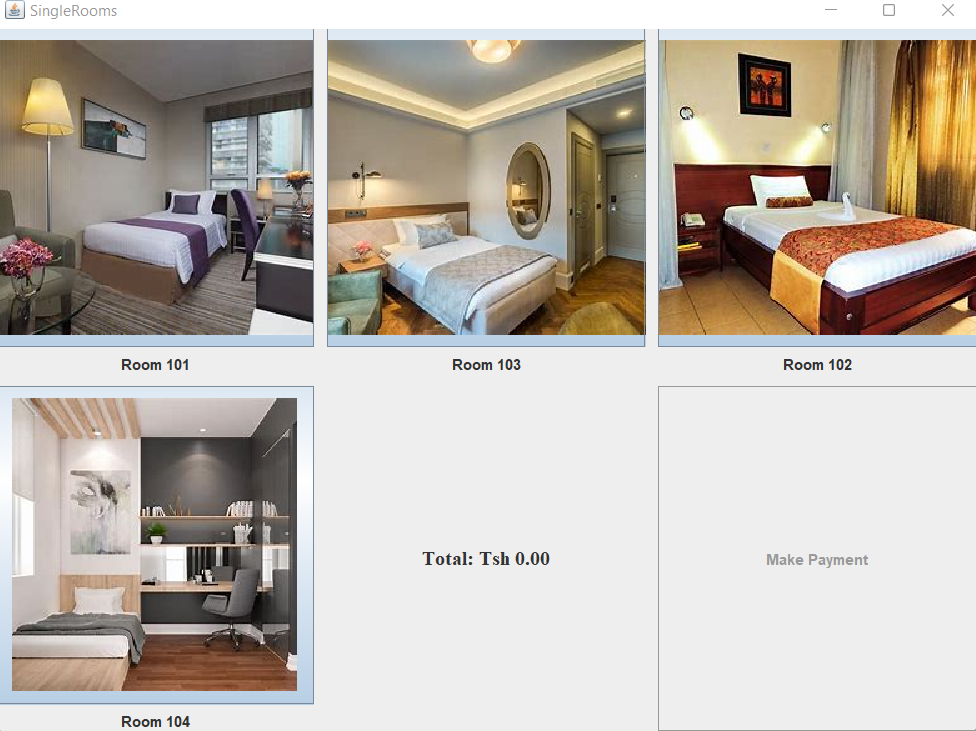 SingleRooms
Room 101
Room 103
Room 102
Total: Tsh 0.00
Make Payment
Room 104